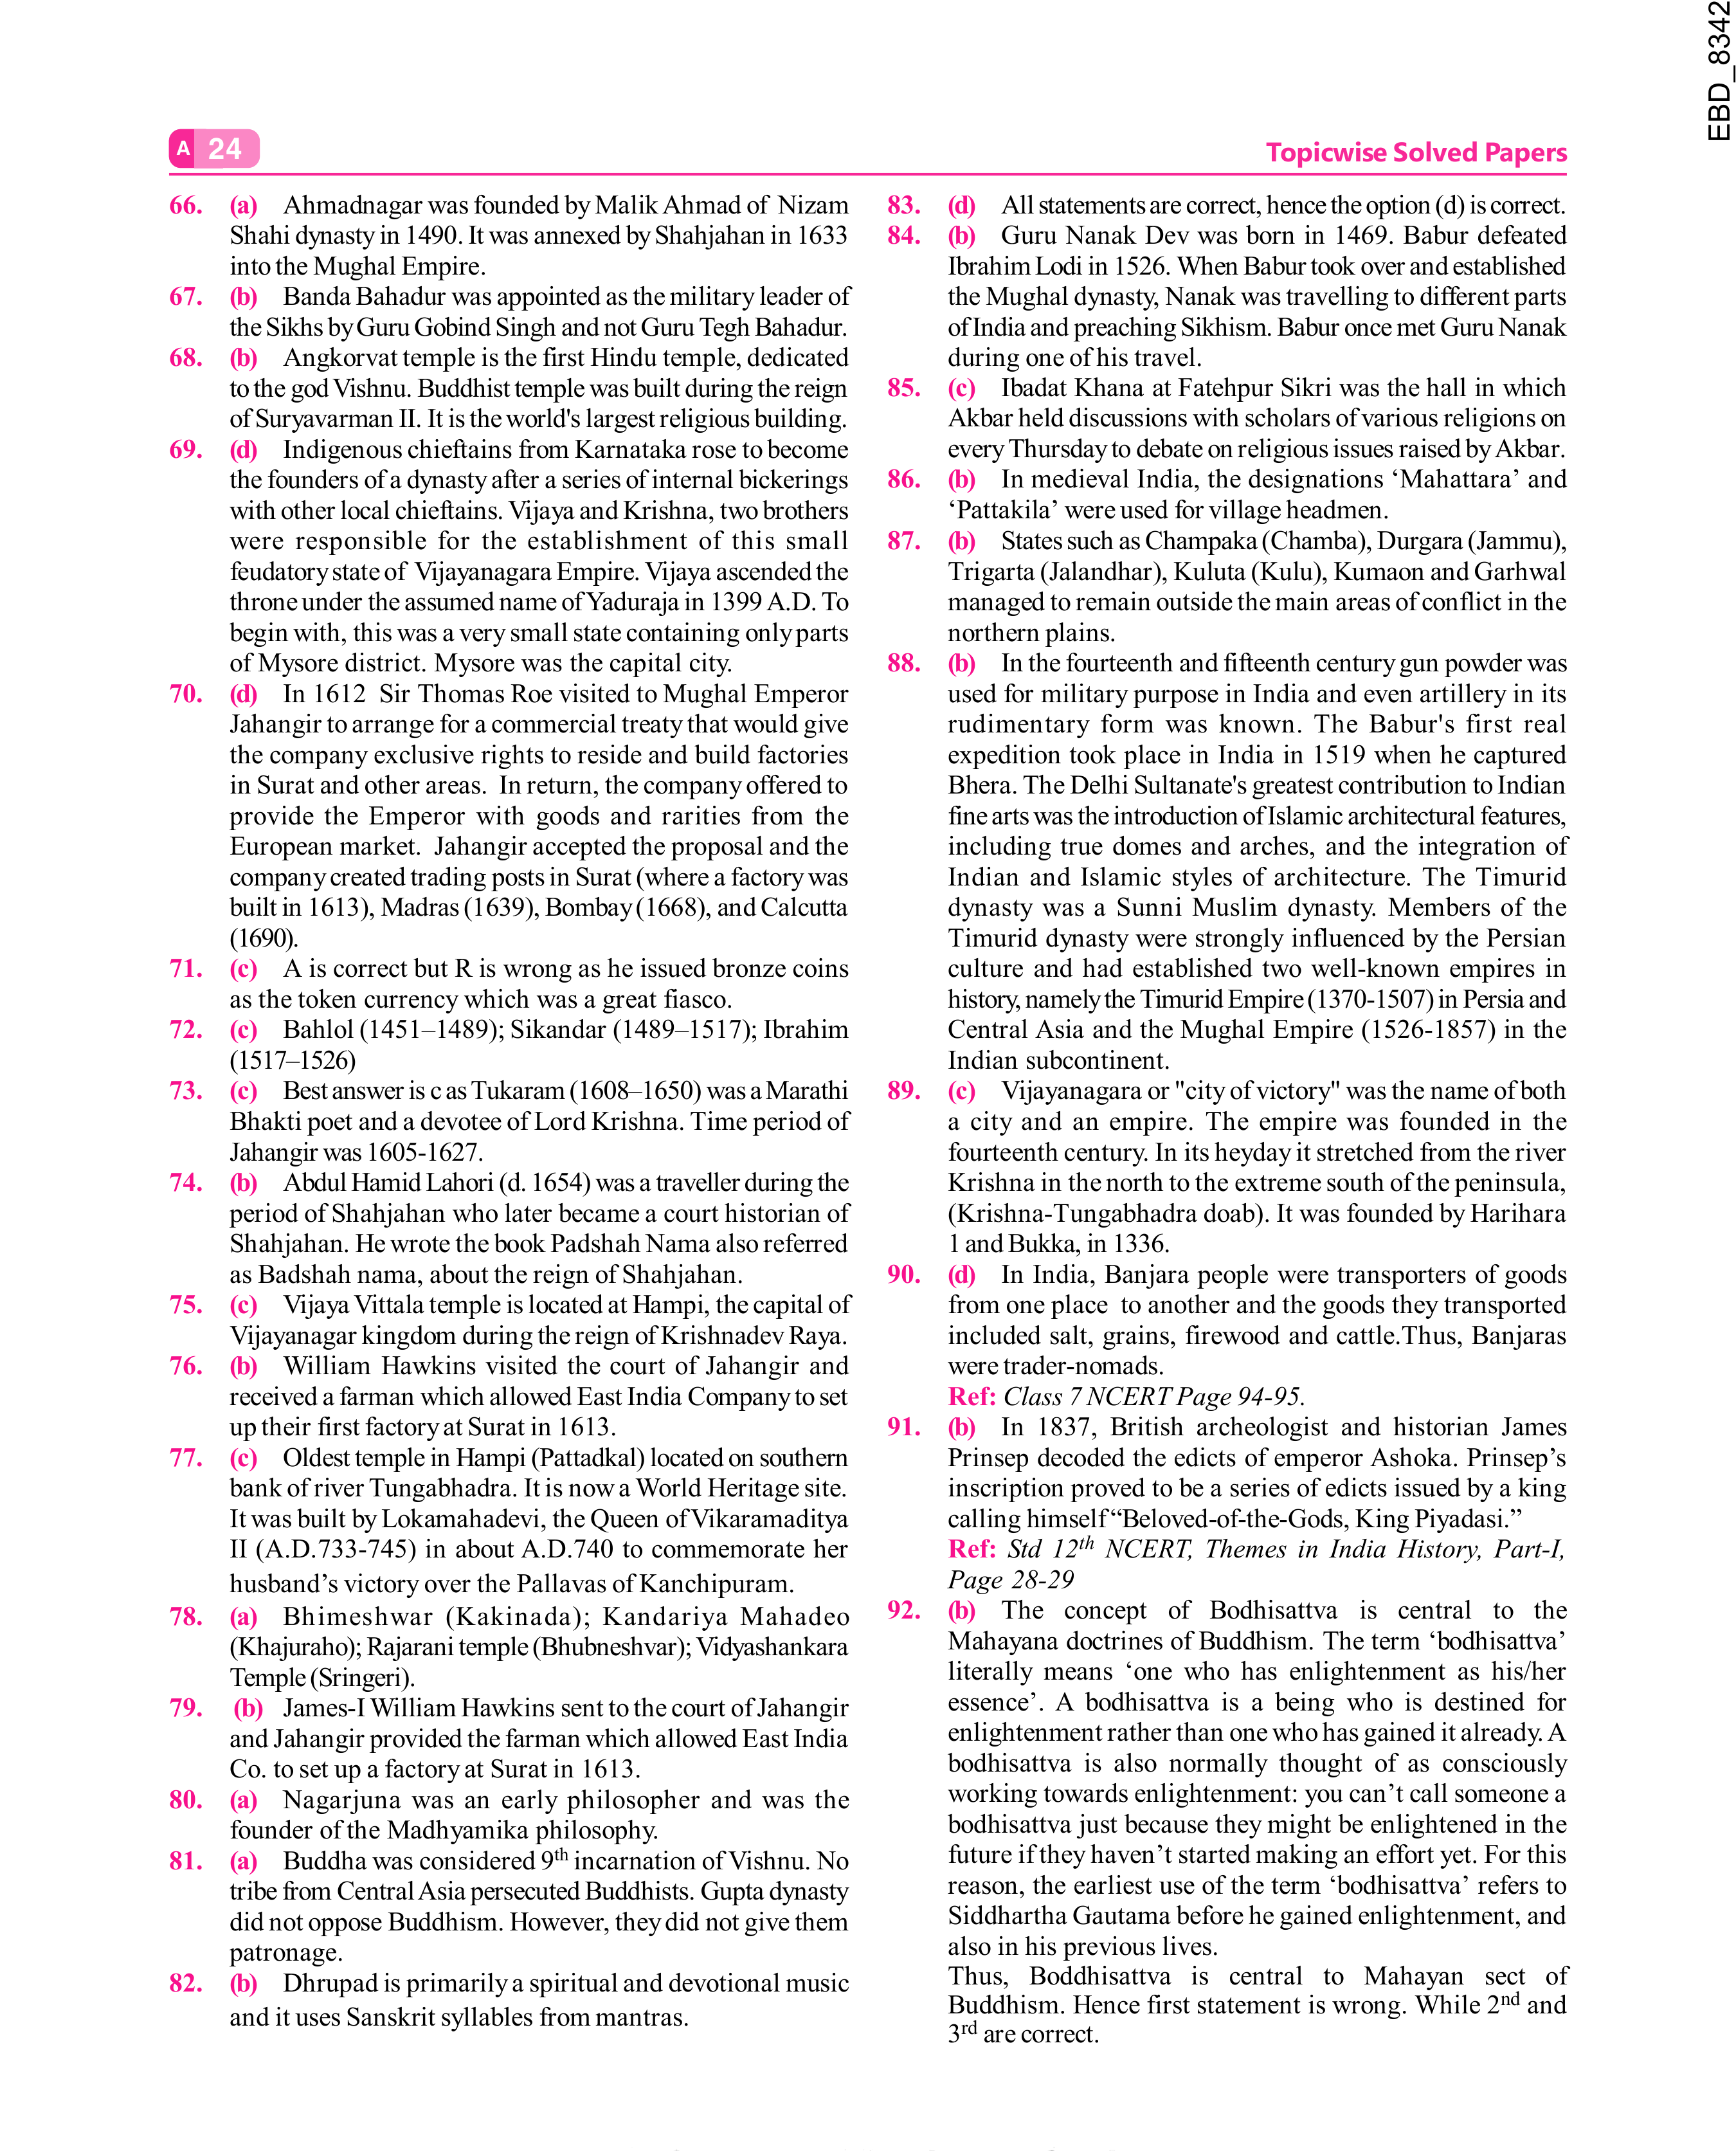 EBD_8342
A 24
Topicwise Solved Papers
66. (a) Ahmadnagar was founded by Malik Ahmad of Nizam
Shahi dynasty in 1490. It was annexed by Shahjahan in 1633
into the Mughal Empire.
67. (b) Banda Bahadur was appointed as the military leader of
the Sikhs by Guru Gobind Singh and not Guru Tegh Bahadur.
68. (b) Angkorvat temple is the first Hindu temple, dedicated
to the god Vishnu. Buddhist temple was built during the reign
of Suryavarman II. It is the world's largest religious building.
69. (d) Indigenous chieftains from Karnataka rose to become
the founders of a dynasty after a series of internal bickerings
with other local chieftains. Vijaya and Krishna, two brothers
were responsible for the establishment of this small
feudatory state of Vijayanagara Empire. Vijaya ascended the
throne under the assumed name of Yaduraja in 1399 A.D. To
begin with, this was a very small state containing only parts
of Mysore district. Mysore was the capital city.
70. (d) In 1612 Sir Thomas Roe visited to Mughal Emperor
Jahangir to arrange for a commercial treaty that would give
the company exclusive rights to reside and build factories
in Surat and other areas. In return, the company offered to
provide the Emperor with goods and rarities from the
European market. Jahangir accepted the proposal and the
company created trading posts in Surat (where a factory was
built in 1613), Madras (1639), Bombay (1668), and Calcutta
(1690).
71. (c) A is correct but R is wrong as he issued bronze coins
as the token currency which was a great fiasco.
72. (c) Bahlol (1451–1489); Sikandar (1489–1517); Ibrahim
(1517–1526)
73. (c) Best answer is c as Tukaram (1608–1650) was a Marathi
Bhakti poet and a devotee of Lord Krishna. Time period of
Jahangir was 1605-1627.
74. (b) Abdul Hamid Lahori (d. 1654) was a traveller during the
period of Shahjahan who later became a court historian of
Shahjahan. He wrote the book Padshah Nama also referred
as Badshah nama, about the reign of Shahjahan.
75. (c) Vijaya Vittala temple is located at Hampi, the capital of
Vijayanagar kingdom during the reign of Krishnadev Raya.
76. (b) William Hawkins visited the court of Jahangir and
received a farman which allowed East India Company to set
up their first factory at Surat in 1613.
77. (c) Oldest temple in Hampi (Pattadkal) located on southern
bank of river Tungabhadra. It is now a World Heritage site.
It was built by Lokamahadevi, the Queen of Vikaramaditya
II (A.D.733-745) in about A.D.740 to commemorate her
husband’s victory over the Pallavas of Kanchipuram.
78. (a) Bhimeshwar (Kakinada); Kandariya Mahadeo
(Khajuraho); Rajarani temple (Bhubneshvar); Vidyashankara
Temple (Sringeri).
79. (b) James-I William Hawkins sent to the court of Jahangir
and Jahangir provided the farman which allowed East India
Co. to set up a factory at Surat in 1613.
80. (a) Nagarjuna was an early philosopher and was the
founder of the Madhyamika philosophy.
81. (a) Buddha was considered 9th incarnation of Vishnu. No
tribe from Central Asia persecuted Buddhists. Gupta dynasty
did not oppose Buddhism. However, they did not give them
patronage.
82. (b) Dhrupad is primarily a spiritual and devotional music
and it uses Sanskrit syllables from mantras.
83. (d) All statements are correct, hence the option (d) is correct.
84. (b) Guru Nanak Dev was born in 1469. Babur defeated
Ibrahim Lodi in 1526. When Babur took over and established
the Mughal dynasty, Nanak was travelling to different parts
of India and preaching Sikhism. Babur once met Guru Nanak
during one of his travel.
85. (c) Ibadat Khana at Fatehpur Sikri was the hall in which
Akbar held discussions with scholars of various religions on
every Thursday to debate on religious issues raised by Akbar.
86. (b) In medieval India, the designations ‘Mahattara’ and
‘Pattakila’ were used for village headmen.
87. (b) States such as Champaka (Chamba), Durgara (Jammu),
Trigarta (Jalandhar), Kuluta (Kulu), Kumaon and Garhwal
managed to remain outside the main areas of conflict in the
northern plains.
88. (b) In the fourteenth and fifteenth century gun powder was
used for military purpose in India and even artillery in its
rudimentary form was known. The Babur's first real
expedition took place in India in 1519 when he captured
Bhera. The Delhi Sultanate's greatest contribution to Indian
fine arts was the introduction of Islamic architectural features,
including true domes and arches, and the integration of
Indian and Islamic styles of architecture. The Timurid
dynasty was a Sunni Muslim dynasty. Members of the
Timurid dynasty were strongly influenced by the Persian
culture and had established two well-known empires in
history, namely the Timurid Empire (1370-1507) in Persia and
Central Asia and the Mughal Empire (1526-1857) in the
Indian subcontinent.
89. (c) Vijayanagara or "city of victory" was the name of both
a city and an empire. The empire was founded in the
fourteenth century. In its heyday it stretched from the river
Krishna in the north to the extreme south of the peninsula,
(Krishna-Tungabhadra doab). It was founded by Harihara
1 and Bukka, in 1336.
90. (d) In India, Banjara people were transporters of goods
from one place to another and the goods they transported
included salt, grains, firewood and cattle.Thus, Banjaras
were trader-nomads.
Ref: Class 7 NCERT Page 94-95.
91. (b) In 1837, British archeologist and historian James
Prinsep decoded the edicts of emperor Ashoka. Prinsep’s
inscription proved to be a series of edicts issued by a king
calling himself “Beloved-of-the-Gods, King Piyadasi.”
Ref: Std 12th NCERT, Themes in India History, Part-I,
Page 28-29
92. (b) The concept of Bodhisattva is central to the
Mahayana doctrines of Buddhism. The term ‘bodhisattva’
literally means ‘one who has enlightenment as his/her
essence’. A bodhisattva is a being who is destined for
enlightenment rather than one who has gained it already. A
bodhisattva is also normally thought of as consciously
working towards enlightenment: you can’t call someone a
bodhisattva just because they might be enlightened in the
future if they haven’t started making an effort yet. For this
reason, the earliest use of the term ‘bodhisattva’ refers to
Siddhartha Gautama before he gained enlightenment, and
also in his previous lives.
Thus, Boddhisattva is central to Mahayan sect of
Buddhism. Hence first statement is wrong. While 2nd and
3rd are correct.